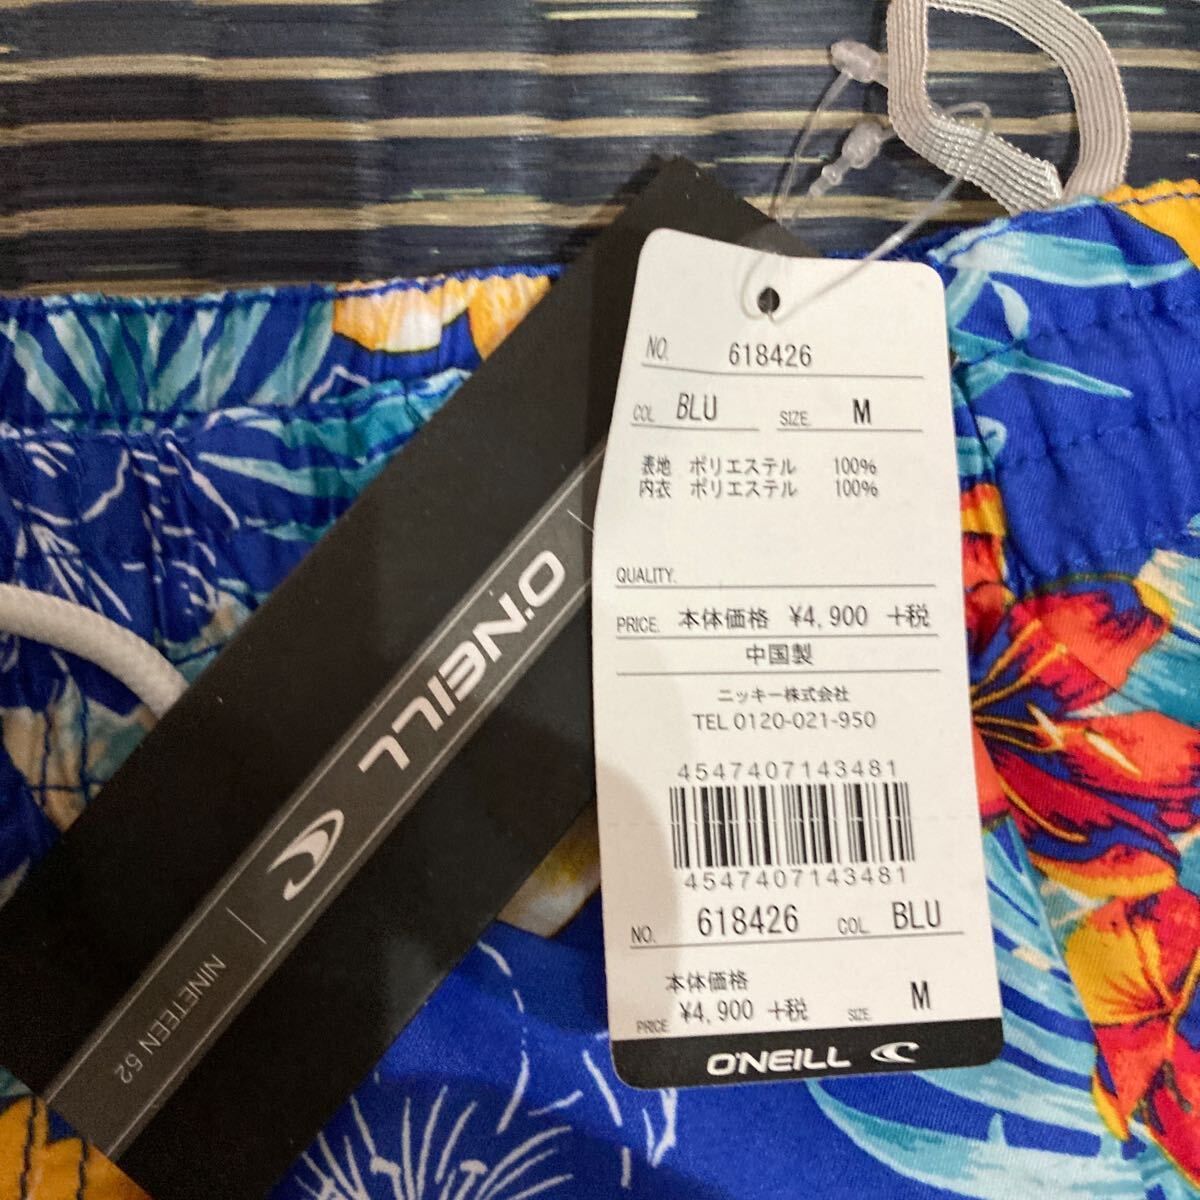 NO. 618426
COL BLU SIZE. M
表地 ポリエステル 100%
内衣 ポリエステル 100%
QUALITY.
PRICE. 本体価格 ¥4,900 +税
中国製
ニッキー株式会社
TEL 0120-021-950
4547407143481
4547407143481
NO. 618426 COL BLU
本体価格
PRICE. ¥4,900 +税 SIZE. M
O'NEILL
O'NEILL
NINETEEN 52